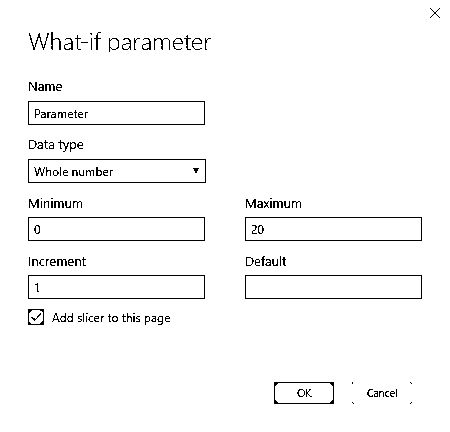 What-if parameter
Name
Parameter
Data type
Whole number
Minimum
Maximum
0
20
Increment
Default
1
Add slicer to this page
OK
Cancel